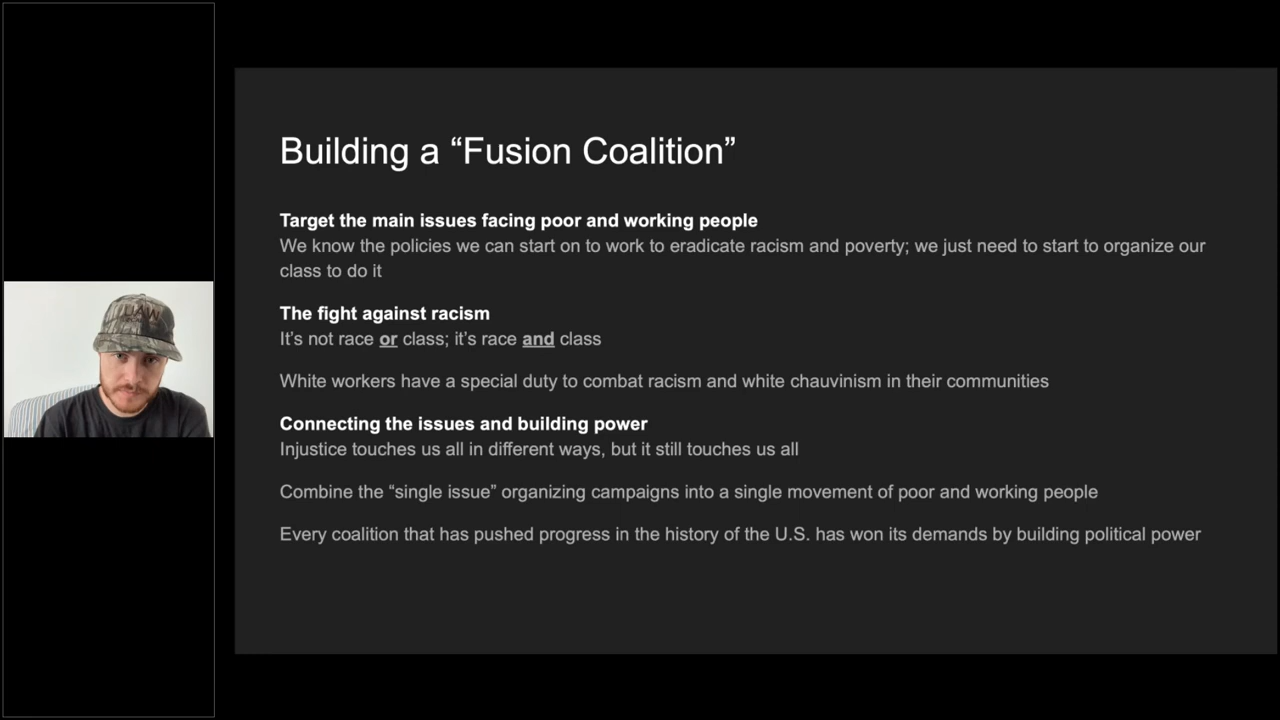 UAW
Building a “Fusion Coalition”
Target the main issues facing poor and working people
We know the policies we can start on to work to eradicate racism and poverty; we just need to start to organize our
class to do it
The fight against racism
It’s not race or class; it’s race and class
White workers have a special duty to combat racism and white chauvinism in their communities
Connecting the issues and building power
Injustice touches us all in different ways, but it still touches us all
Combine the “single issue” organizing campaigns into a single movement of poor and working people
Every coalition that has pushed progress in the history of the U.S. has won its demands by building political power